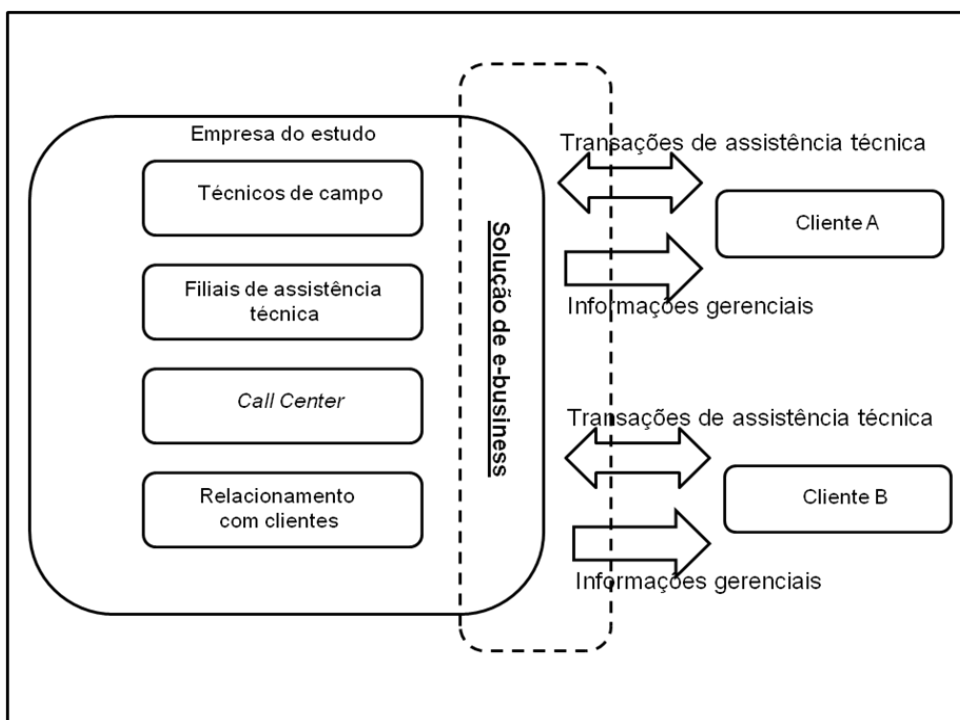 Empresa do estudo
Técnicos de campo
Filiais de assistência
técnica
Call Center
Relacionamento
com clientes
Solução de e-business
Transações de assistência técnica
Cliente A
Informações gerenciais
Transações de assistência técnica
Cliente B
Informações gerenciais